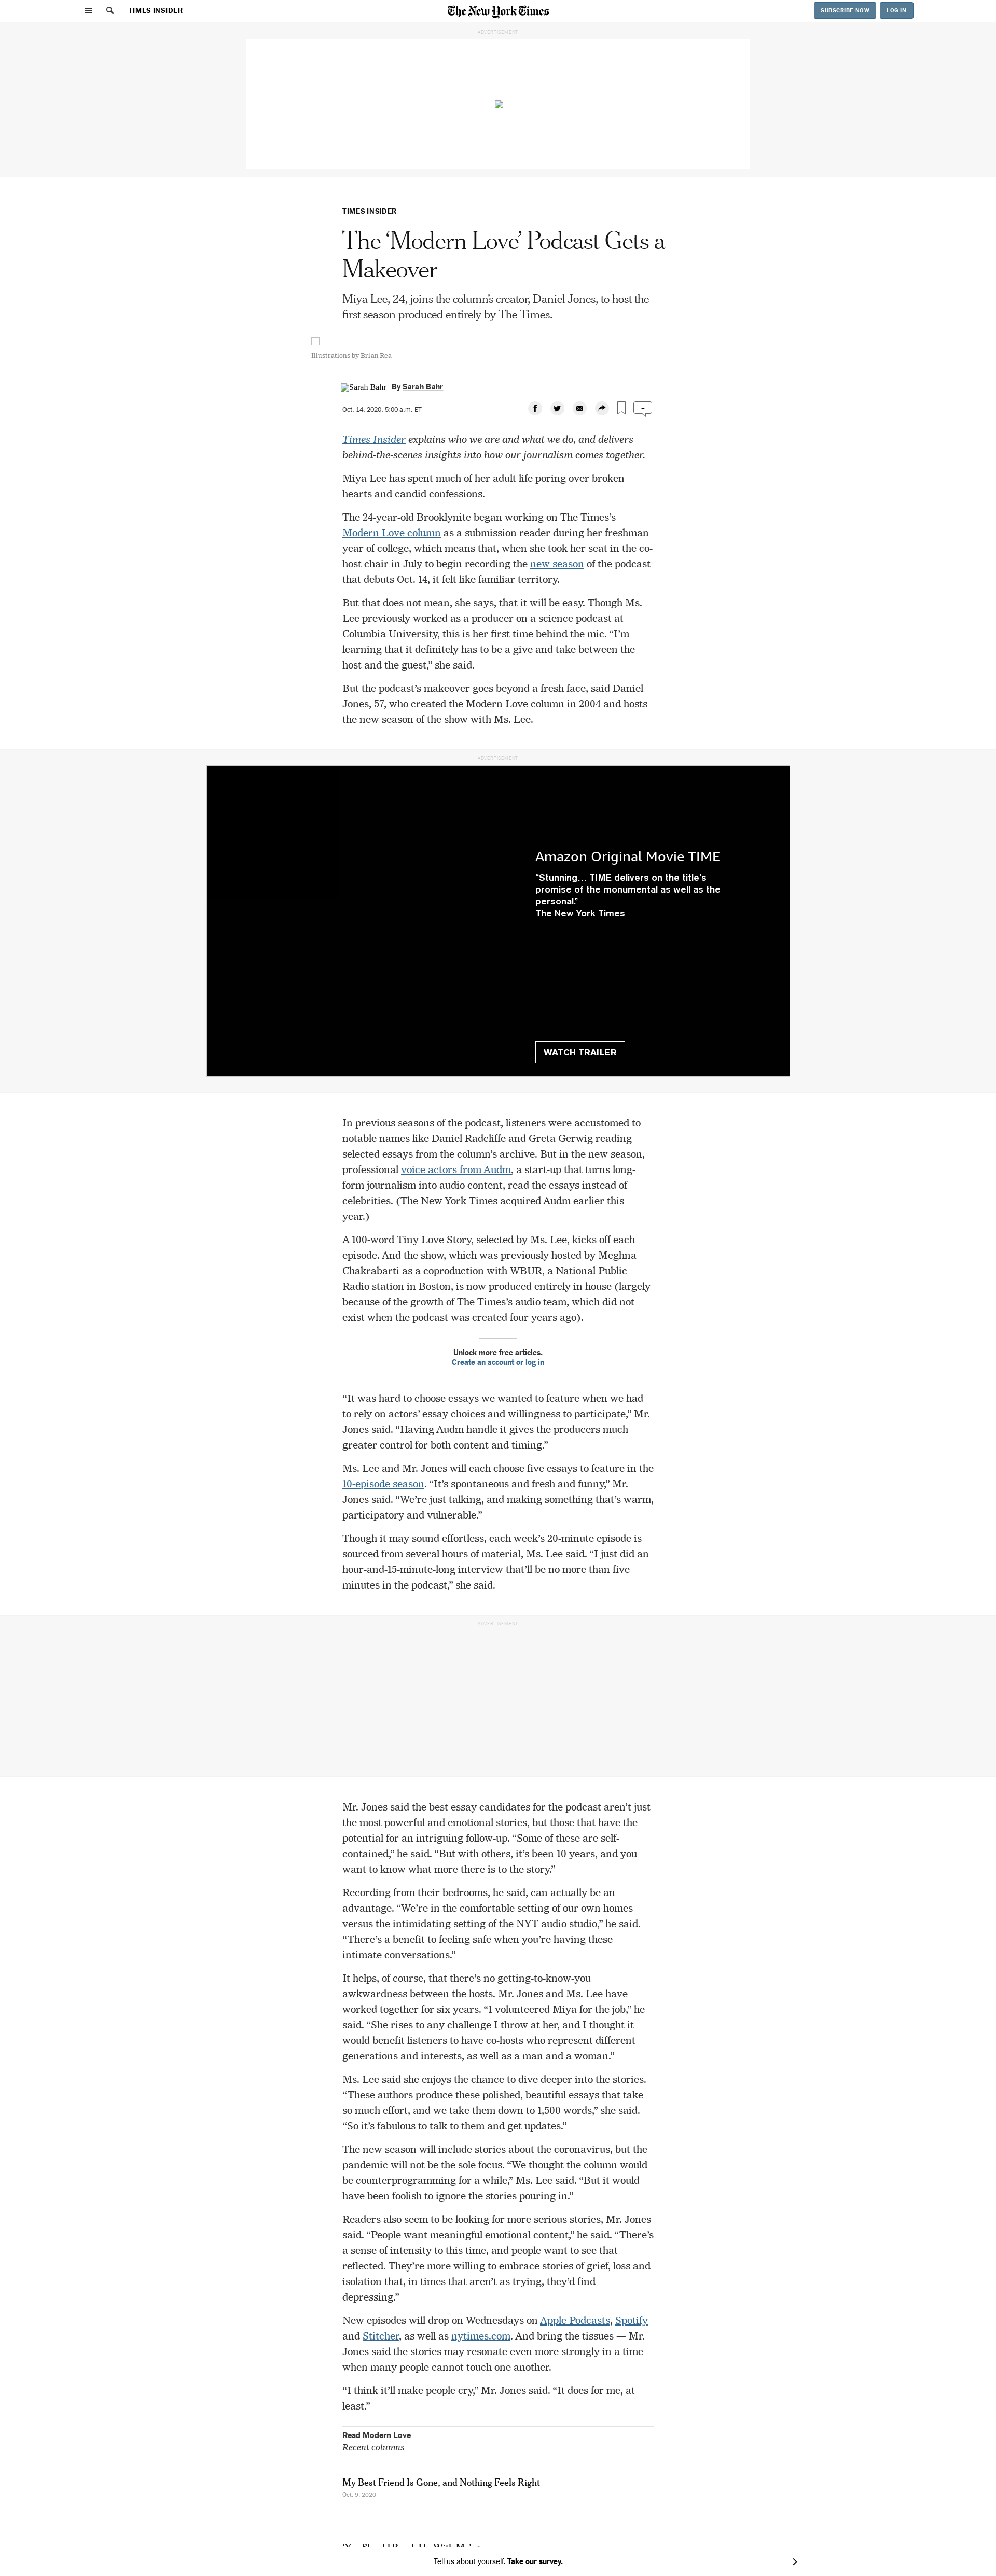 TIMES INSIDER
The New York Times
SUBSCRIBE NOW
LOG IN
ADVERTISEMENT
TIMES INSIDER
The ‘Modern Love’ Podcast Gets a
Makeover
Miya Lee, 24, joins the column’s creator, Daniel Jones, to host the
first season produced entirely by The Times.
Illustrations by Brian Rea
Sarah Bahr
By Sarah Bahr
Oct. 14, 2020, 5:00 a.m. ET
Times Insider explains who we are and what we do, and delivers
behind-the-scenes insights into how our journalism comes together.
Miya Lee has spent much of her adult life poring over broken
hearts and candid confessions.
The 24-year-old Brooklynite began working on The Times’s
Modern Love column as a submission reader during her freshman
year of college, which means that, when she took her seat in the co-
host chair in July to begin recording the new season of the podcast
that debuts Oct. 14, it felt like familiar territory.
But that does not mean, she says, that it will be easy. Though Ms.
Lee previously worked as a producer on a science podcast at
Columbia University, this is her first time behind the mic. “I’m
learning that it definitely has to be a give and take between the
host and the guest,” she said.
But the podcast’s makeover goes beyond a fresh face, said Daniel
Jones, 57, who created the Modern Love column in 2004 and hosts
the new season of the show with Ms. Lee.
ADVERTISEMENT
Amazon Original Movie TIME
"Stunning… TIME delivers on the title's
promise of the monumental as well as the
personal."
The New York Times
WATCH TRAILER
In previous seasons of the podcast, listeners were accustomed to
notable names like Daniel Radcliffe and Greta Gerwig reading
selected essays from the column’s archive. But in the new season,
professional voice actors from Audm, a start-up that turns long-
form journalism into audio content, read the essays instead of
celebrities. (The New York Times acquired Audm earlier this
year.)
A 100-word Tiny Love Story, selected by Ms. Lee, kicks off each
episode. And the show, which was previously hosted by Meghna
Chakrabarti as a coproduction with WBUR, a National Public
Radio station in Boston, is now produced entirely in house (largely
because of the growth of The Times’s audio team, which did not
exist when the podcast was created four years ago).
Unlock more free articles.
Create an account or log in
“It was hard to choose essays we wanted to feature when we had
to rely on actors’ essay choices and willingness to participate,” Mr.
Jones said. “Having Audm handle it gives the producers much
greater control for both content and timing.”
Ms. Lee and Mr. Jones will each choose five essays to feature in the
10-episode season. “It’s spontaneous and fresh and funny,” Mr.
Jones said. “We’re just talking, and making something that’s warm,
participatory and vulnerable.”
Though it may sound effortless, each week’s 20-minute episode is
sourced from several hours of material, Ms. Lee said. “I just did an
hour-and-15-minute-long interview that’ll be no more than five
minutes in the podcast,” she said.
ADVERTISEMENT
Mr. Jones said the best essay candidates for the podcast aren’t just
the most powerful and emotional stories, but those that have the
potential for an intriguing follow-up. “Some of these are self-
contained,” he said. “But with others, it’s been 10 years, and you
want to know what more there is to the story.”
Recording from their bedrooms, he said, can actually be an
advantage. “We’re in the comfortable setting of our own homes
versus the intimidating setting of the NYT audio studio,” he said.
“There’s a benefit to feeling safe when you’re having these
intimate conversations.”
It helps, of course, that there’s no getting-to-know-you
awkwardness between the hosts. Mr. Jones and Ms. Lee have
worked together for six years. “I volunteered Miya for the job,” he
said. “She rises to any challenge I throw at her, and I thought it
would benefit listeners to have co-hosts who represent different
generations and interests, as well as a man and a woman.”
Ms. Lee said she enjoys the chance to dive deeper into the stories.
“These authors produce these polished, beautiful essays that take
so much effort, and we take them down to 1,500 words,” she said.
“So it’s fabulous to talk to them and get updates.”
The new season will include stories about the coronavirus, but the
pandemic will not be the sole focus. “We thought the column would
be counterprogramming for a while,” Ms. Lee said. “But it would
have been foolish to ignore the stories pouring in.”
Readers also seem to be looking for more serious stories, Mr. Jones
said. “People want meaningful emotional content,” he said. “There’s
a sense of intensity to this time, and people want to see that
reflected. They’re more willing to embrace stories of grief, loss and
isolation that, in times that aren’t as trying, they’d find
depressing.”
New episodes will drop on Wednesdays on Apple Podcasts, Spotify
and Stitcher, as well as nytimes.com. And bring the tissues — Mr.
Jones said the stories may resonate even more strongly in a time
when many people cannot touch one another.
“I think it’ll make people cry,” Mr. Jones said. “It does for me, at
least.”
Read Modern Love
Recent columns
My Best Friend Is Gone, and Nothing Feels Right
Oct. 9, 2020
Tell us about yourself. Take our survey.